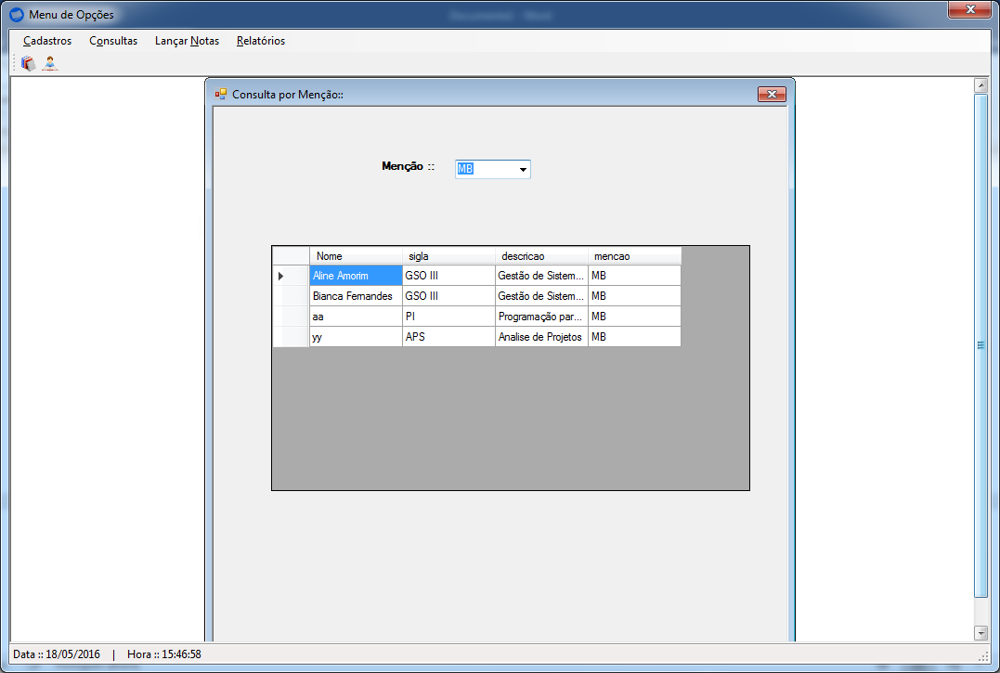 Menu de Opções
Cadastros Consultas Lançar Notas Relatórios
Consulta por Menção::
Menção :: MB
Nome sigla descricao mencao
Aline Amorim GSO III Gestão de Sistem... MB
Bianca Fernandes GSO III Gestão de Sistem... MB
aa PI Programação par... MB
yy APS Analise de Projetos MB
Data :: 18/05/2016 | Hora :: 15:46:58